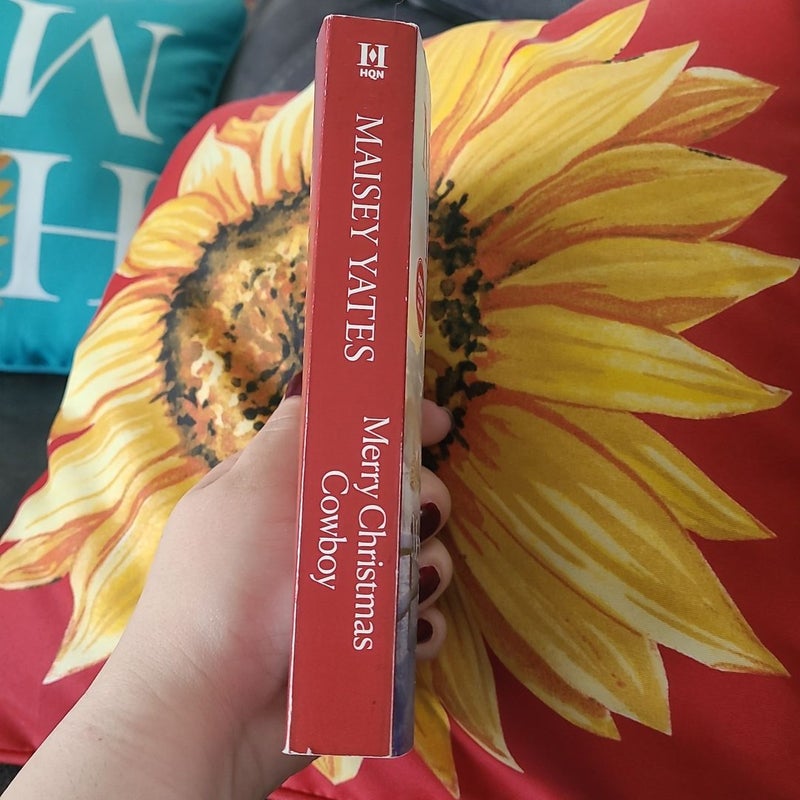 H
HQN
MAISEY YATES
Merry Christmas
Cowboy
M
H